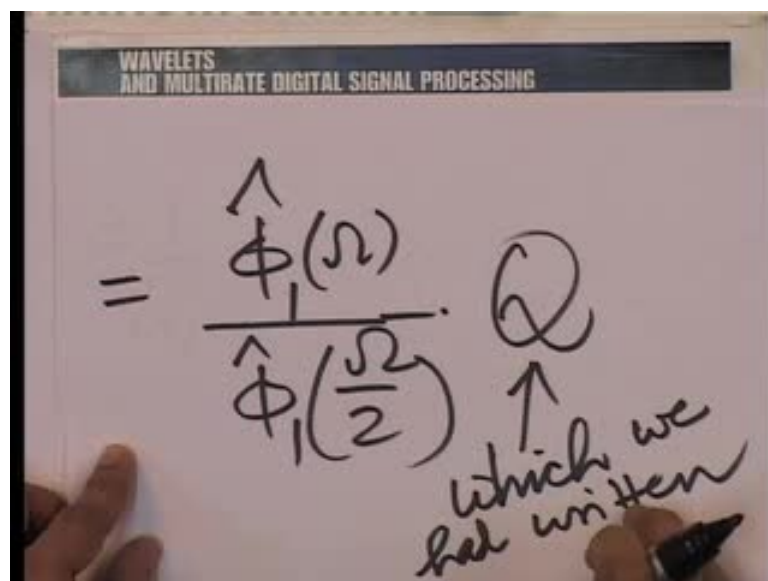 WAVELETS
AND MULTIRATE DIGITAL SIGNAL PROCESSING
= Φ̂₁(Ω) / Φ̂₁(Ω/2) · Q
↑
which we
had written